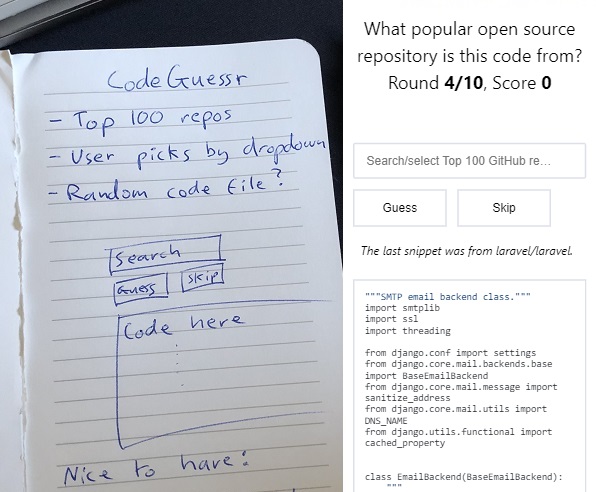 CodeGuessr
- Top 100 repos
- User picks by dropdown
- Random code file?
Search
Guess
Skip
Code here
Nice to have:
What popular open source
repository is this code from?
Round 4/10, Score 0
Search/select Top 100 GitHub re...
Guess
Skip
The last snippet was from laravel/laravel.
"""SMTP email backend class."""
import smtplib
import ssl
import threading
from django.conf import settings
from django.core.mail.backends.base
import BaseEmailBackend
from django.core.mail.message import
sanitize_address
from django.core.mail.utils import
DNS_NAME
from django.utils.functional import
cached_property
class EmailBackend(BaseEmailBackend):
"""